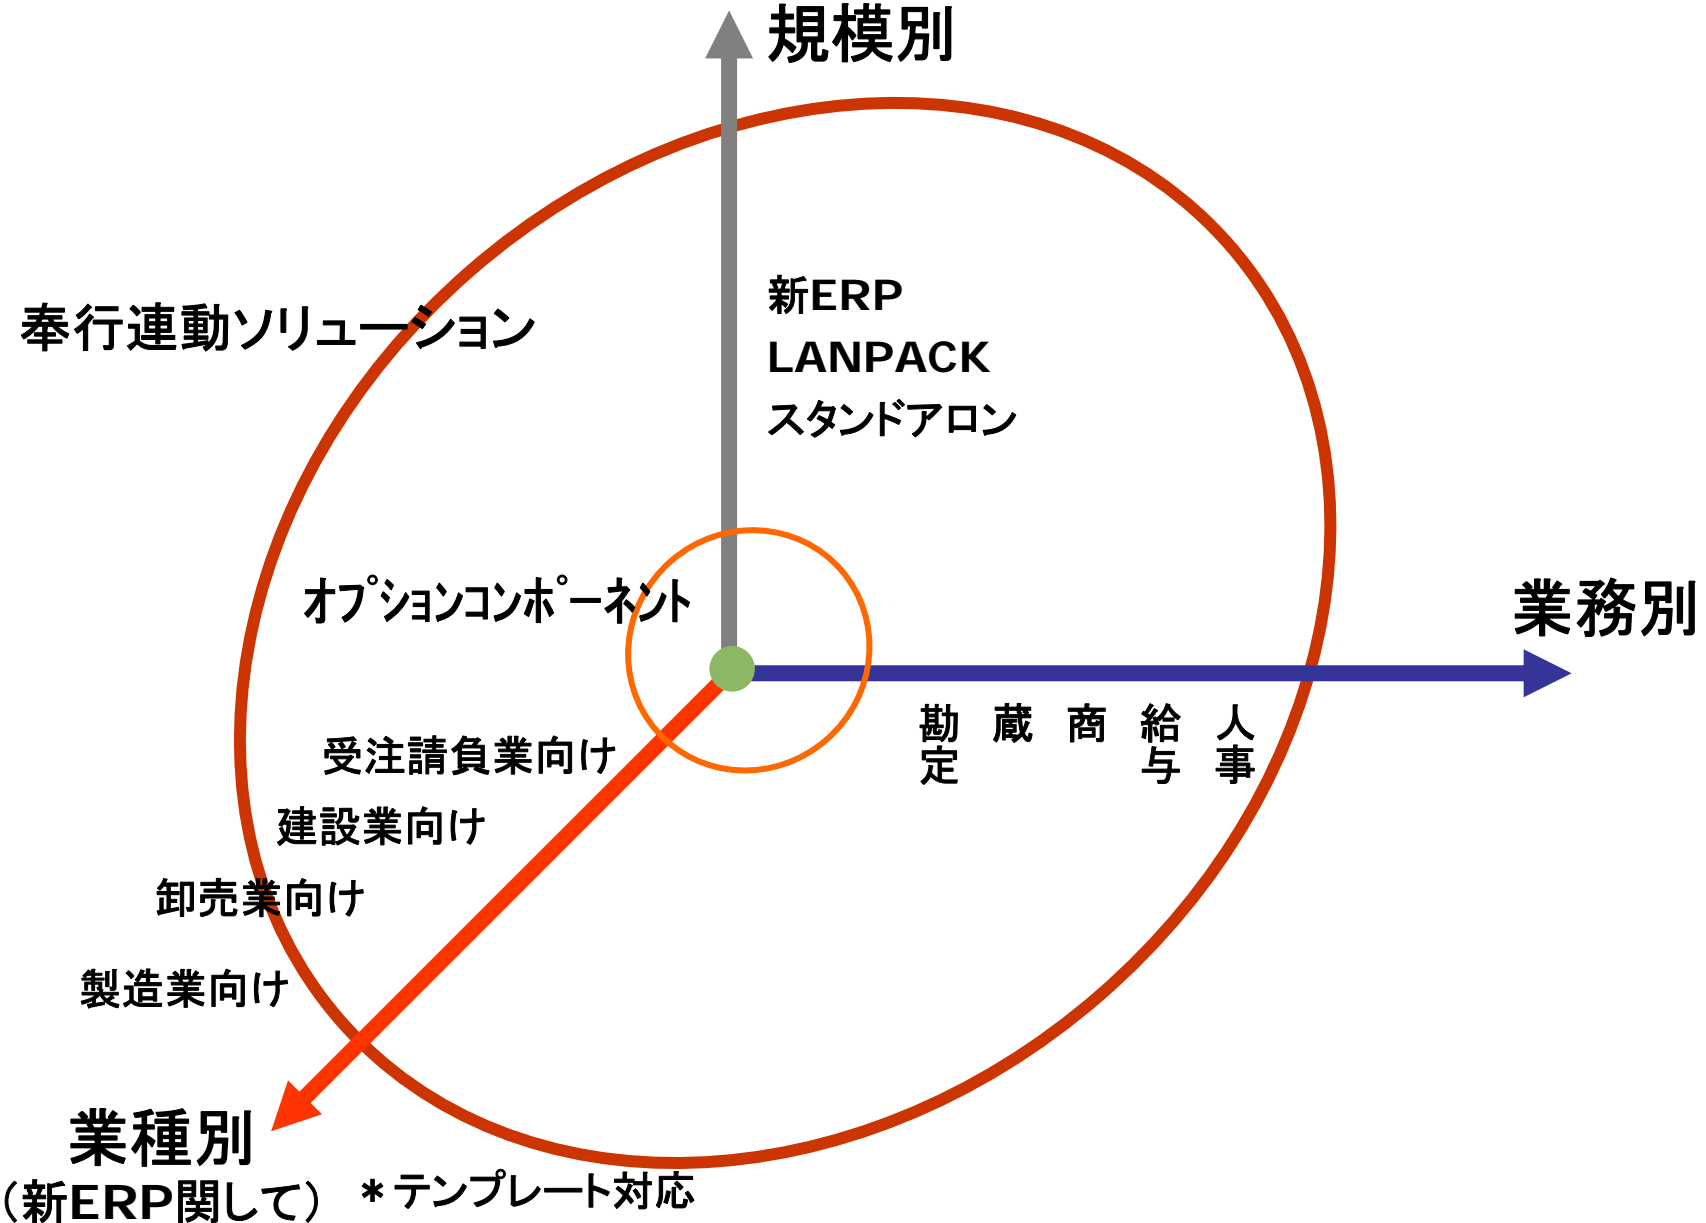 規模別
新ERP
LANPACK
スタンドアロン
奉行連動ソリューション
オプションコンポーネント
業務別
勘定
蔵
商
給与
人事
受注請負業向け
建設業向け
卸売業向け
製造業向け
業種別
（新ERP関して）
＊テンプレート対応